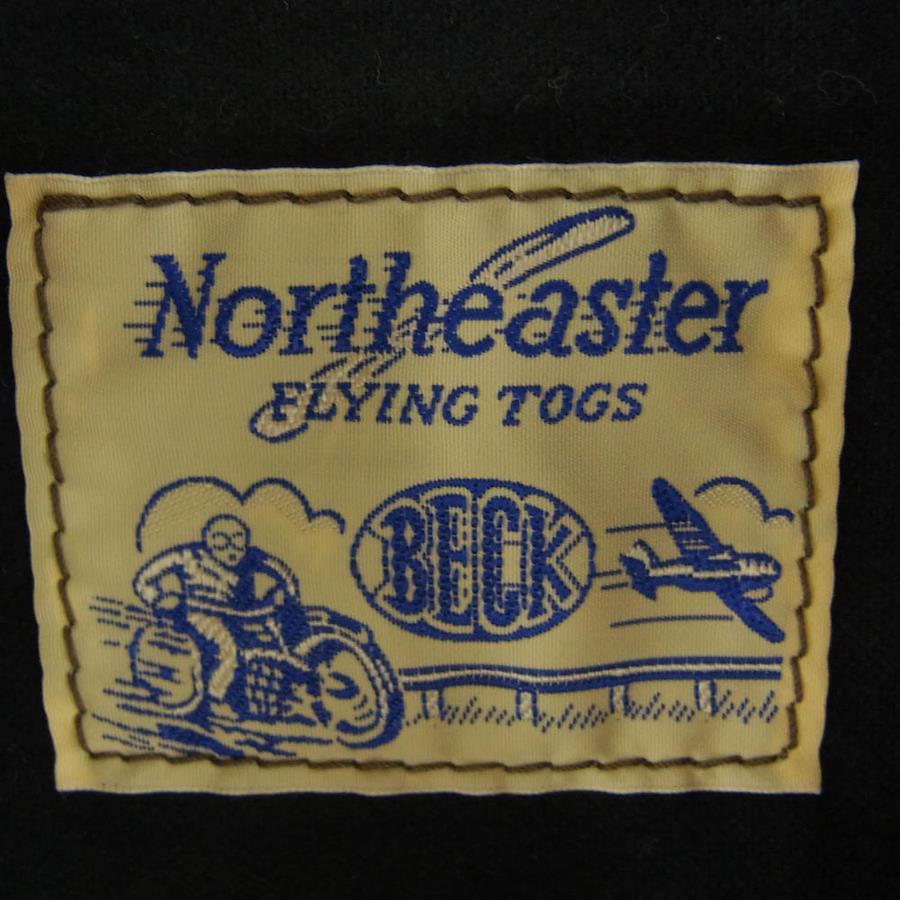 Northeaster
FLYING TOGS
BECK